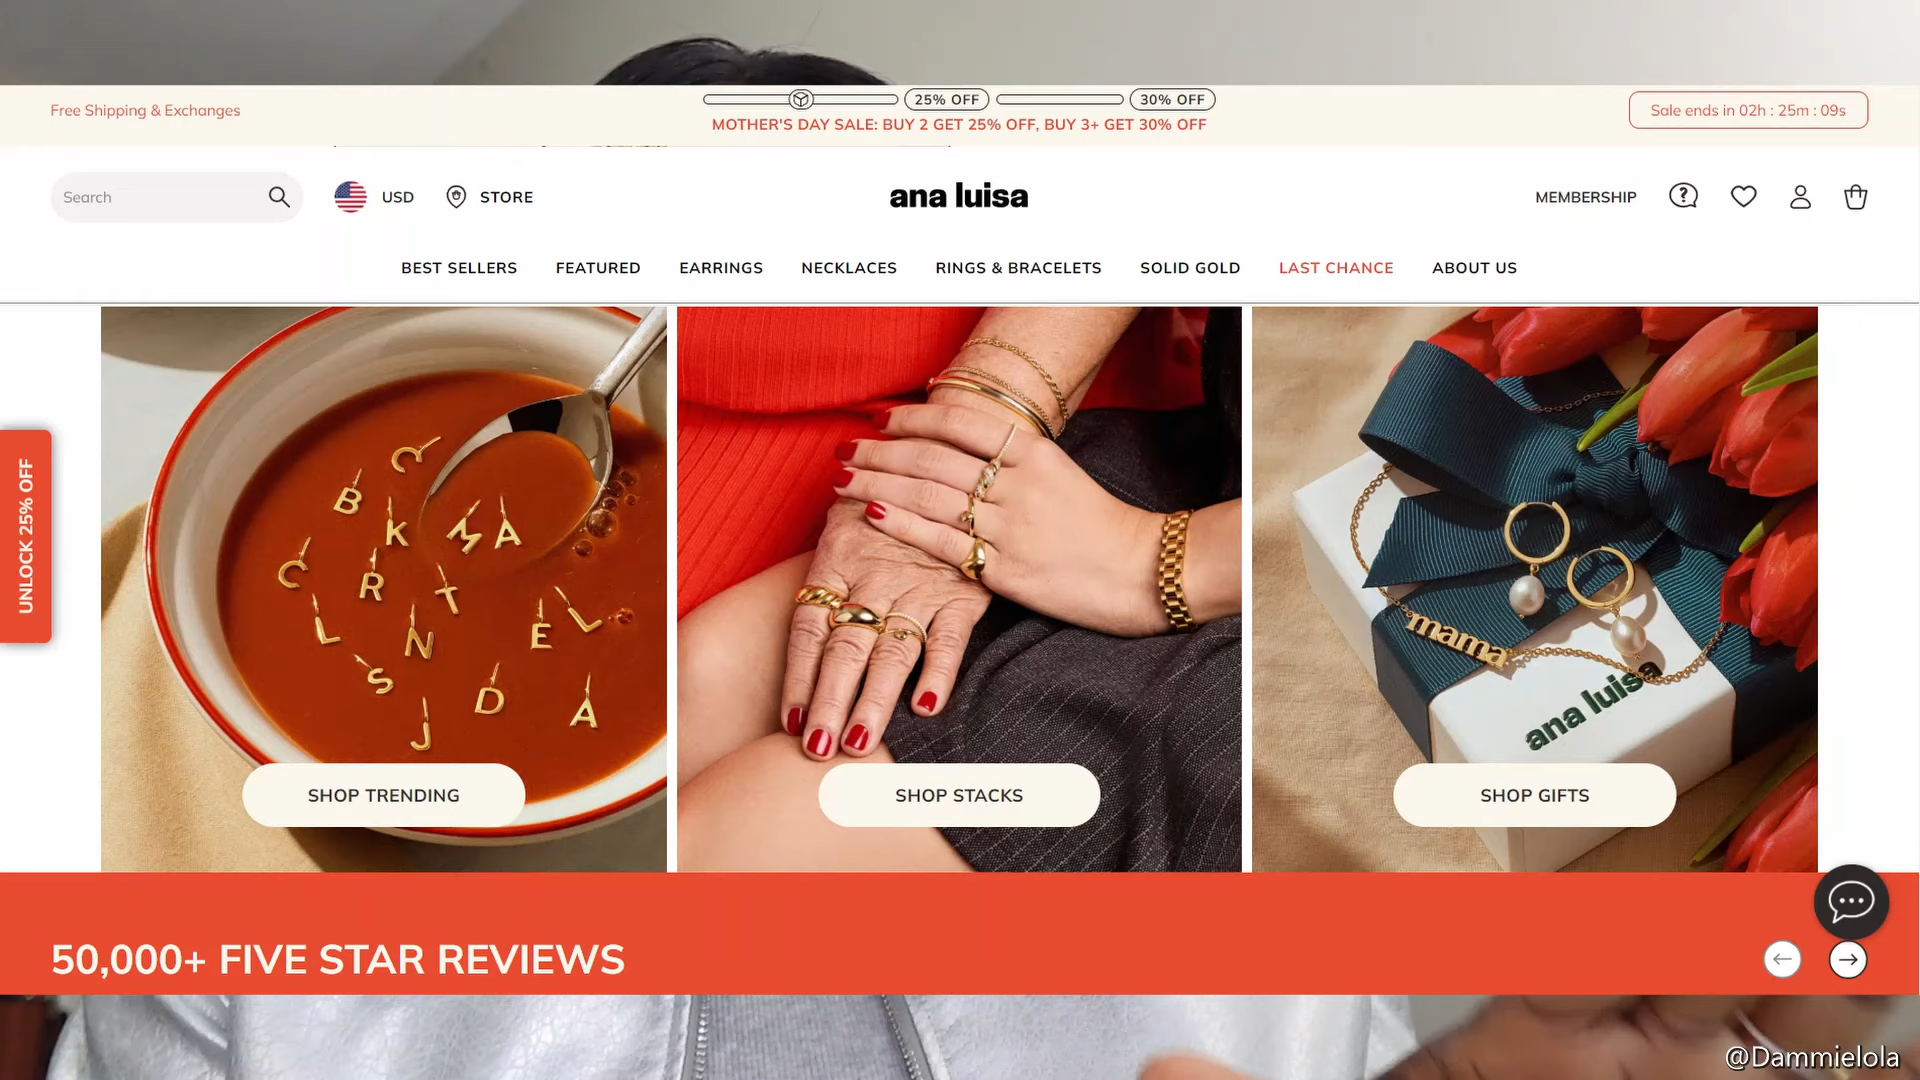 Free Shipping & Exchanges
25% OFF
30% OFF
MOTHER'S DAY SALE: BUY 2 GET 25% OFF, BUY 3+ GET 30% OFF
Sale ends in 02h : 25m : 09s
Search
USD
STORE
ana luisa
MEMBERSHIP
BEST SELLERS
FEATURED
EARRINGS
NECKLACES
RINGS & BRACELETS
SOLID GOLD
LAST CHANCE
ABOUT US
UNLOCK 25% OFF
C
B
K
M A
C
R
T
L
N
E
L
S
D
A
J
mama
ana luisa
SHOP TRENDING
SHOP STACKS
SHOP GIFTS
50,000+ FIVE STAR REVIEWS
@Dammielola